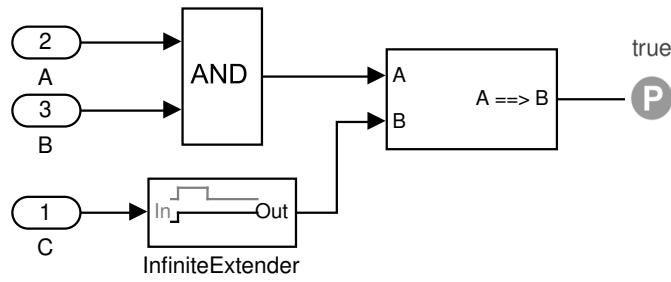 2
A
3
B
AND
A
B
A ==> B
true
P
1
C
In
Out
InfiniteExtender